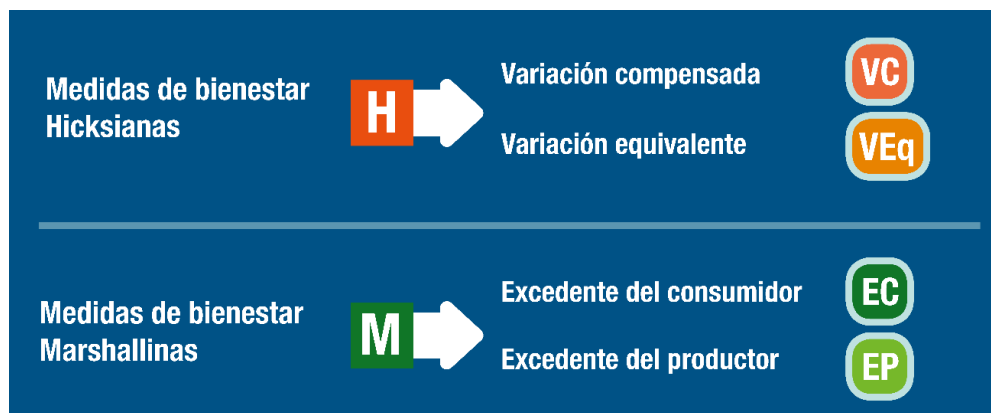 Medidas de bienestar
Hicksianas
H
Variación compensada
VC
Variación equivalente
VEq
Medidas de bienestar
Marshallinas
M
Excedente del consumidor
EC
Excedente del productor
EP